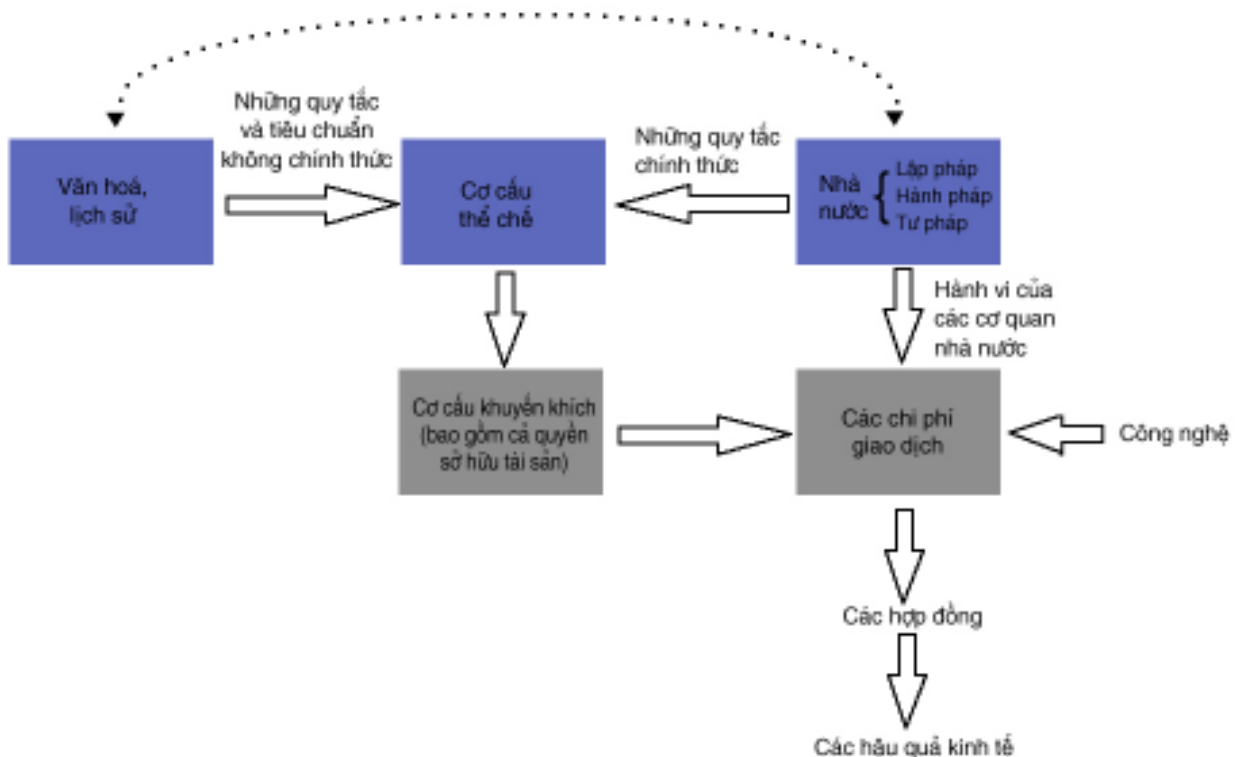 Những quy tắc
và tiêu chuẩn
không chính thức
Những quy tắc
chính thức
Văn hoá,
lịch sử
Cơ cấu
thể chế
Nhà
nước
{
Lập pháp
Hành pháp
Tư pháp
Hành vi của
các cơ quan
nhà nước
Cơ cấu khuyến khích
(bao gồm cả quyền
sở hữu tài sản)
Các chi phí
giao dịch
Công nghệ
Các hợp đồng
Các hậu quả kinh tế